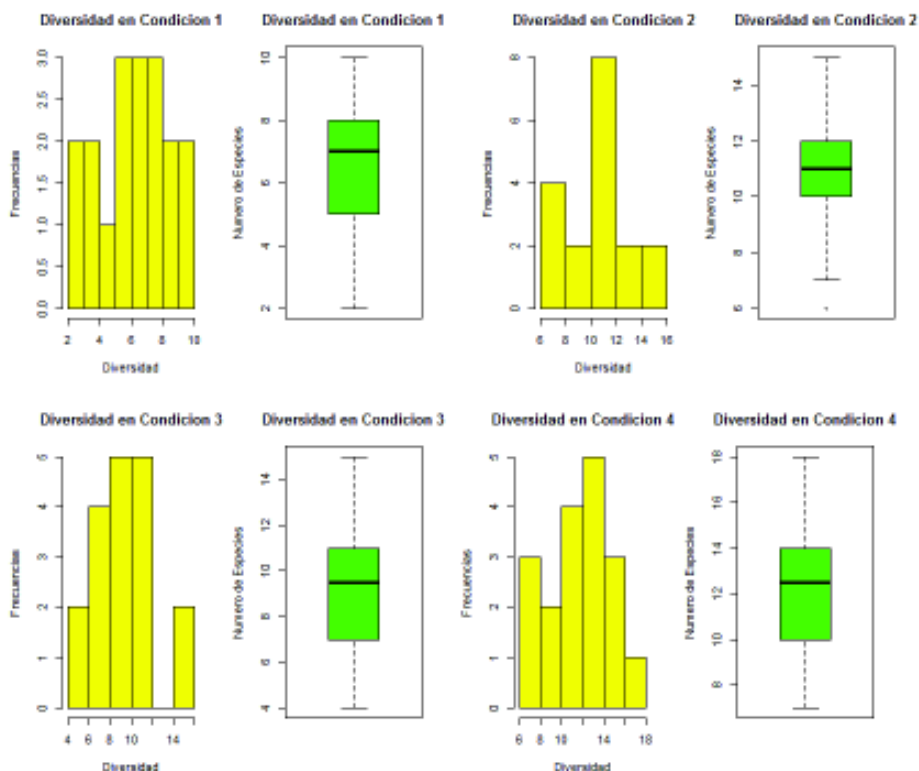 Diversidad en Condicion 1
Frecuencias
0.0 0.5 1.0 1.5 2.0 2.5 3.0
2 4 6 8 10
Diversidad
Diversidad en Condicion 1
Numero de Especies
2 4 6 8 10
Diversidad en Condicion 2
Frecuencias
0 2 4 6 8
6 8 10 12 14 16
Diversidad
Diversidad en Condicion 2
Numero de Especies
6 8 10 12 14
Diversidad en Condicion 3
Frecuencias
0 1 2 3 4 5
4 6 8 10 14
Diversidad
Diversidad en Condicion 3
Numero de Especies
4 6 8 10 12 14
Diversidad en Condicion 4
Frecuencias
0 1 2 3 4 5
6 8 10 14 18
Diversidad
Diversidad en Condicion 4
Numero de Especies
8 10 12 14 16 18